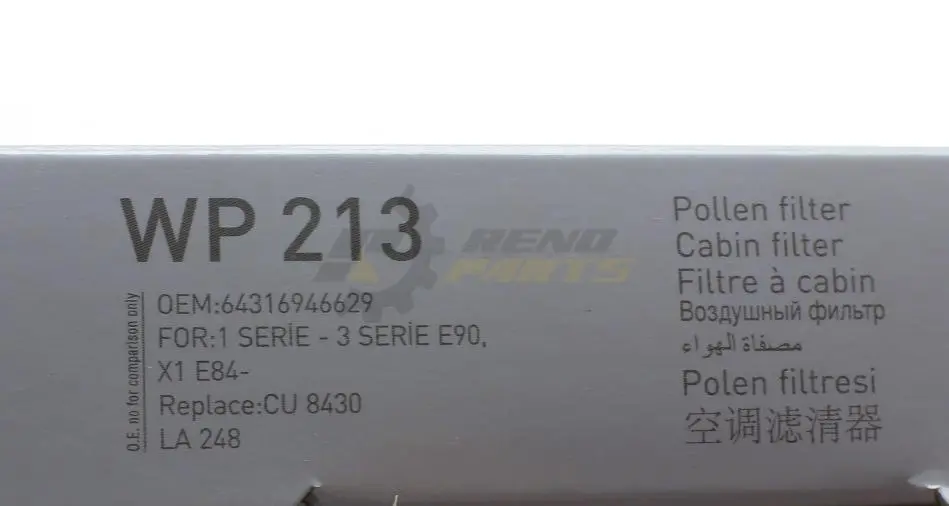 WP 213
RENO
PARTS
O.E. no for comparison only
OEM:64316946629
FOR:1 SERİE - 3 SERİE E90,
X1 E84-
Replace:CU 8430
LA 248
Pollen filter
Cabin filter
Filtre à cabin
Воздушный фильтр
مصفاة الهواء
Polen filtresi
空调滤清器